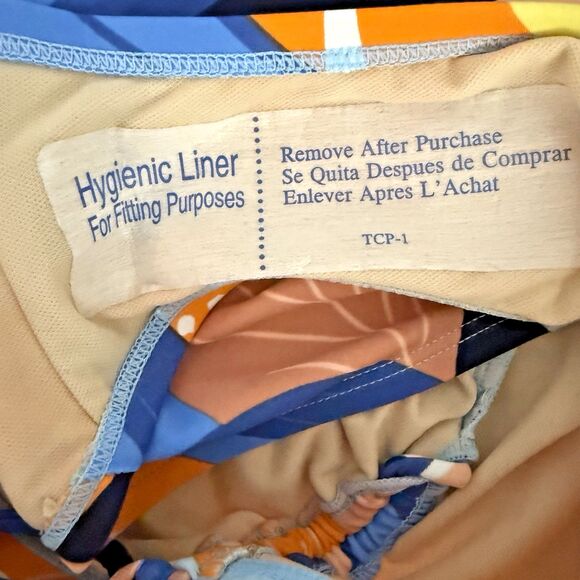 Hygienic Liner
For Fitting Purposes
Remove After Purchase
Se Quita Despues de Comprar
Enlever Apres L'Achat
TCP-1